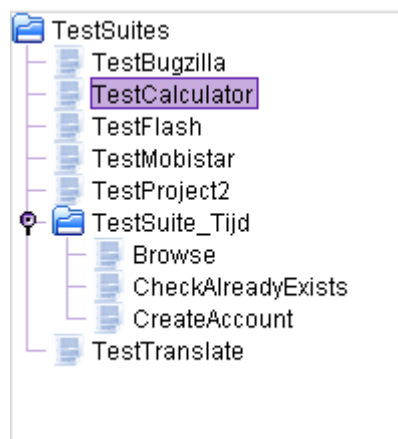 TestSuites
TestBugzilla
TestCalculator
TestFlash
TestMobistar
TestProject2
TestSuite_Tijd
Browse
CheckAlreadyExists
CreateAccount
TestTranslate